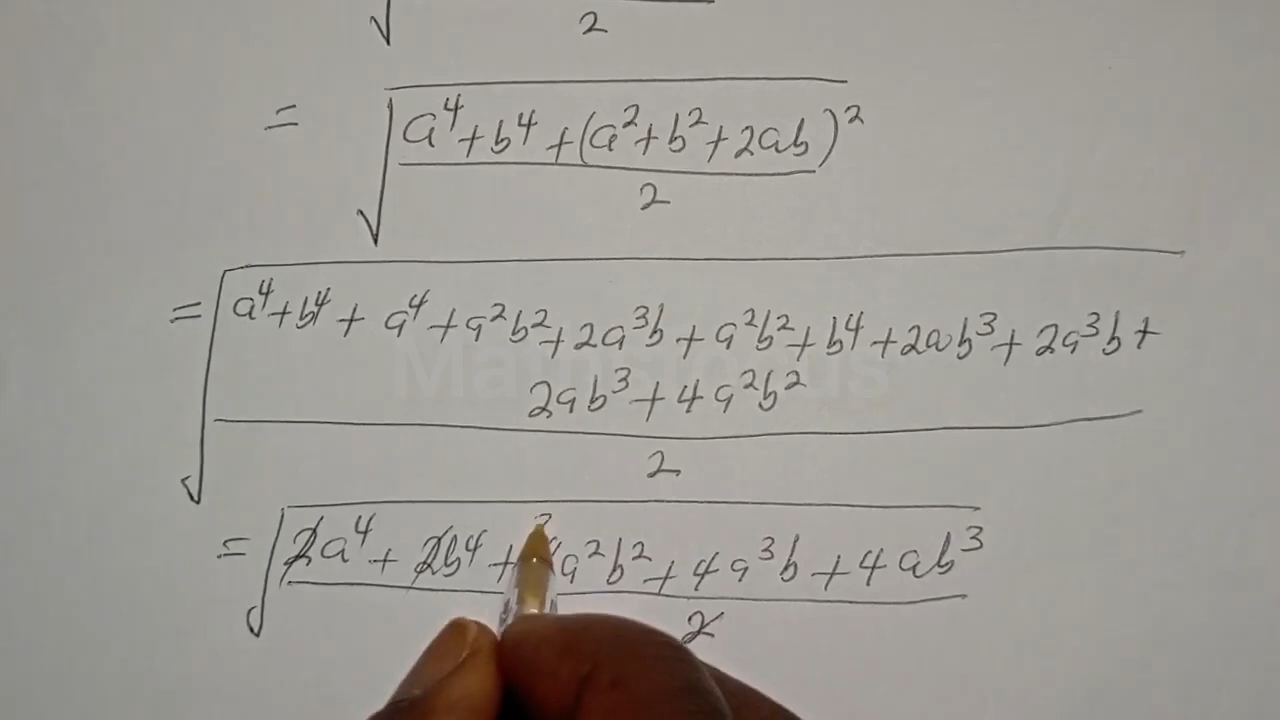 2
= √(a⁴+b⁴+(a²+b²+2ab)²
2
= √a⁴+b⁴+a⁴+a²b²+2a³b+a²b²+b⁴+2ab³+2a³b+
2ab³+4a²b²
2
= √2a⁴+2b⁴+ a²b²+4a³b+4ab³
2